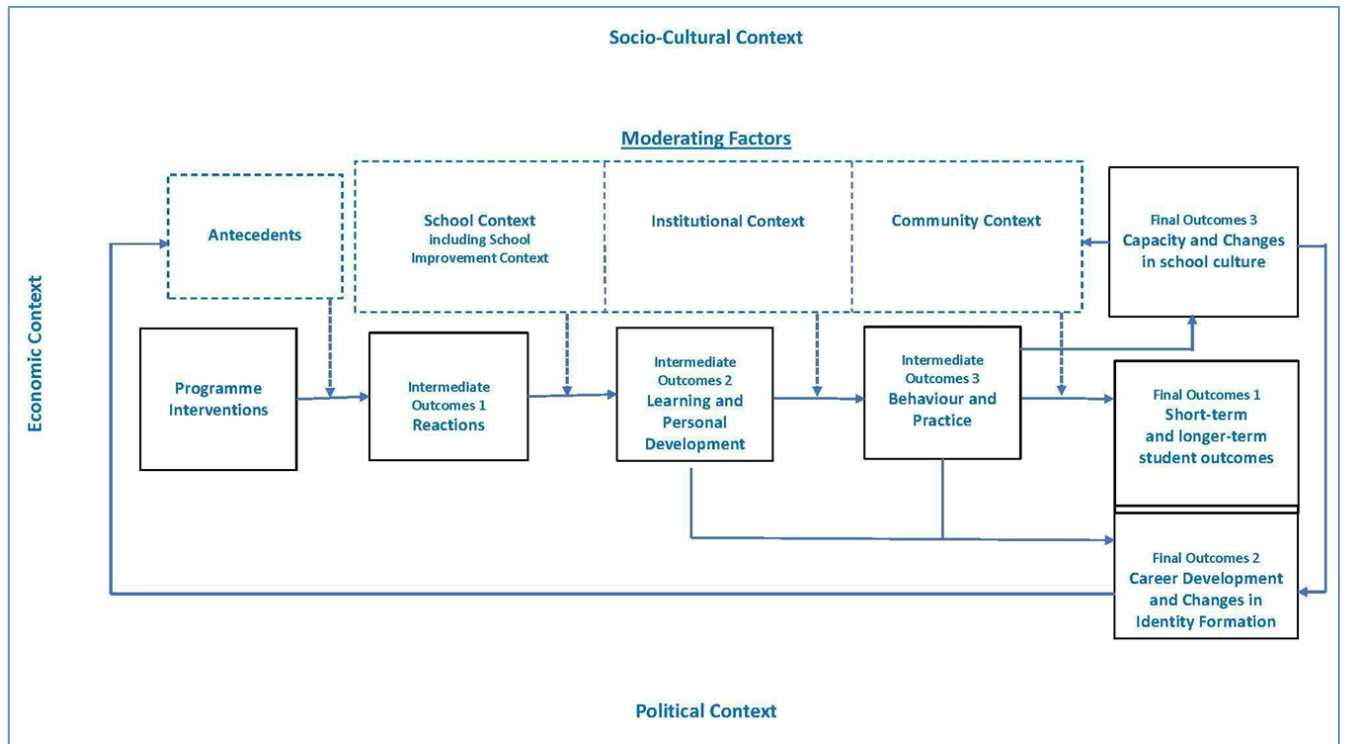 Socio-Cultural Context
Moderating Factors
Antecedents
School Context
including School
Improvement Context
Institutional Context
Community Context
Final Outcomes 3
Capacity and Changes
in school culture
Economic Context
Programme
Interventions
Intermediate
Outcomes 1
Reactions
Intermediate
Outcomes 2
Learning and
Personal
Development
Intermediate
Outcomes 3
Behaviour and
Practice
Final Outcomes 1
Short-term
and longer-term
student outcomes
Final Outcomes 2
Career Development
and Changes in
Identity Formation
Political Context